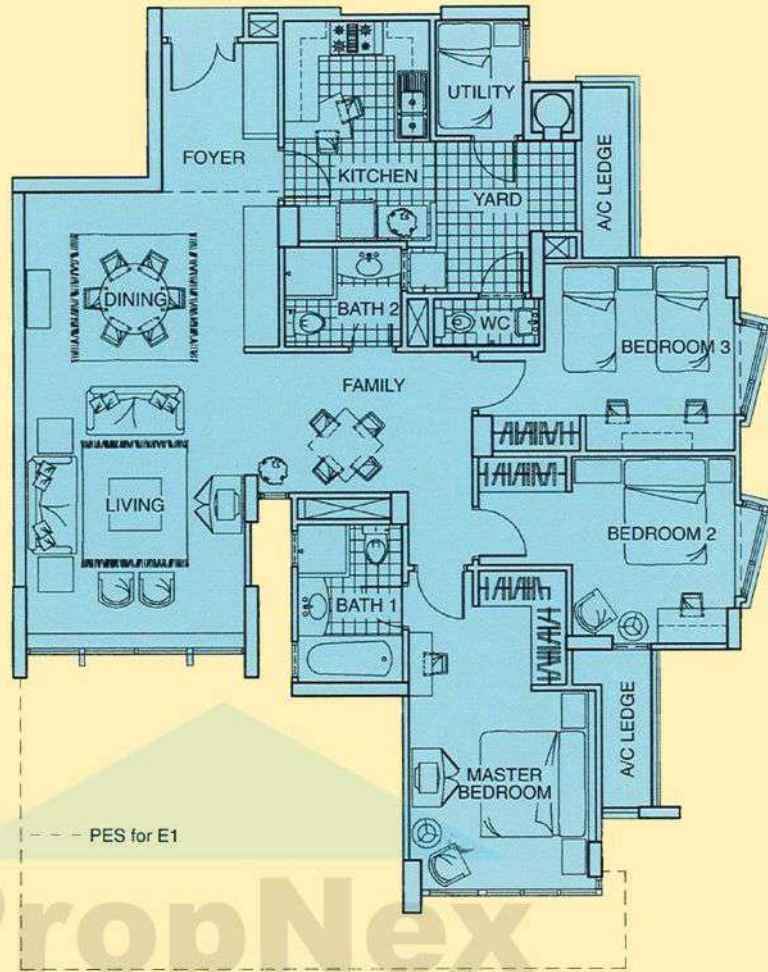 UTILITY
FOYER
KITCHEN
YARD
A/C LEDGE
DINING
BATH 2
WC
BEDROOM 3
FAMILY
LIVING
BEDROOM 2
BATH 1
A/C LEDGE
MASTER
BEDROOM
PES for E1
PropNex